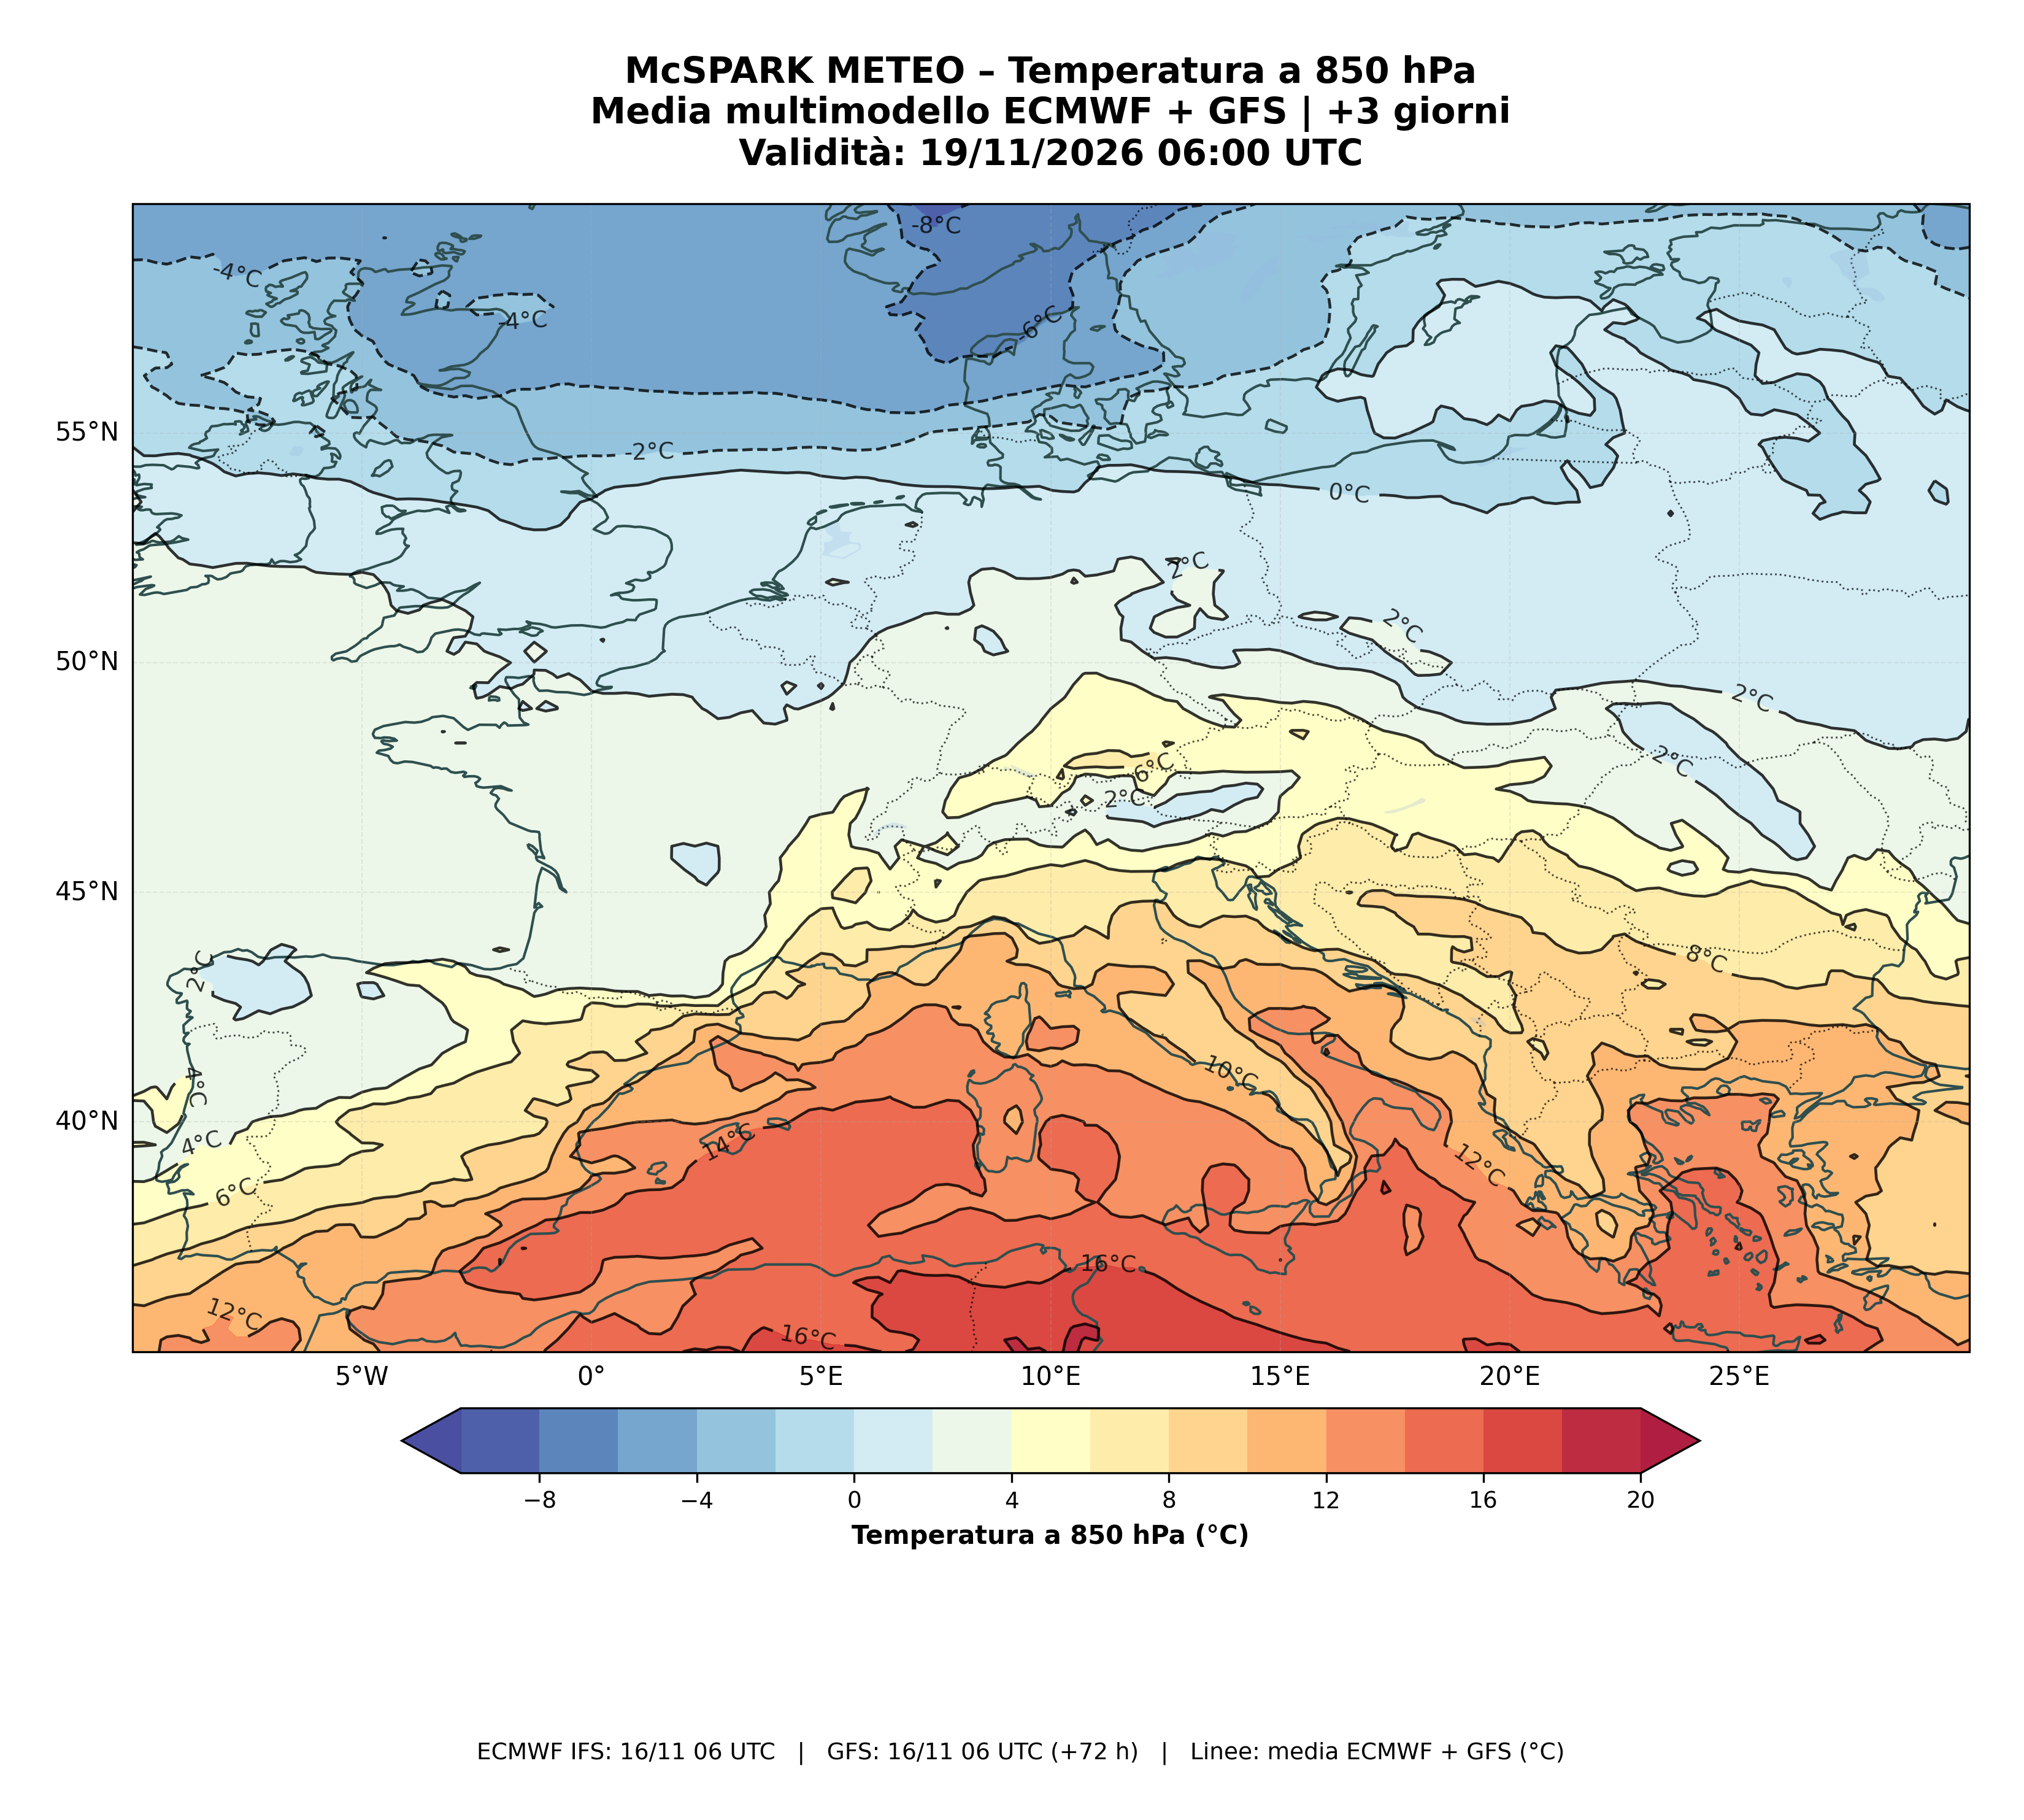 McSPARK METEO – Temperatura a 850 hPa
Media multimodello ECMWF + GFS | +3 giorni
Validità: 19/11/2026 06:00 UTC
-8°C
-4°C
-4°C
-6°C
55°N
-2°C
0°C
2°C
2°C
50°N
2°C
2°C
6°C
2°C
45°N
8°C
2°C
10°C
4°C
40°N
4°C
14°C
12°C
6°C
16°C
12°C
16°C
5°W 0° 5°E 10°E 15°E 20°E 25°E
−8 −4 0 4 8 12 16 20
Temperatura a 850 hPa (°C)
ECMWF IFS: 16/11 06 UTC | GFS: 16/11 06 UTC (+72 h) | Linee: media ECMWF + GFS (°C)